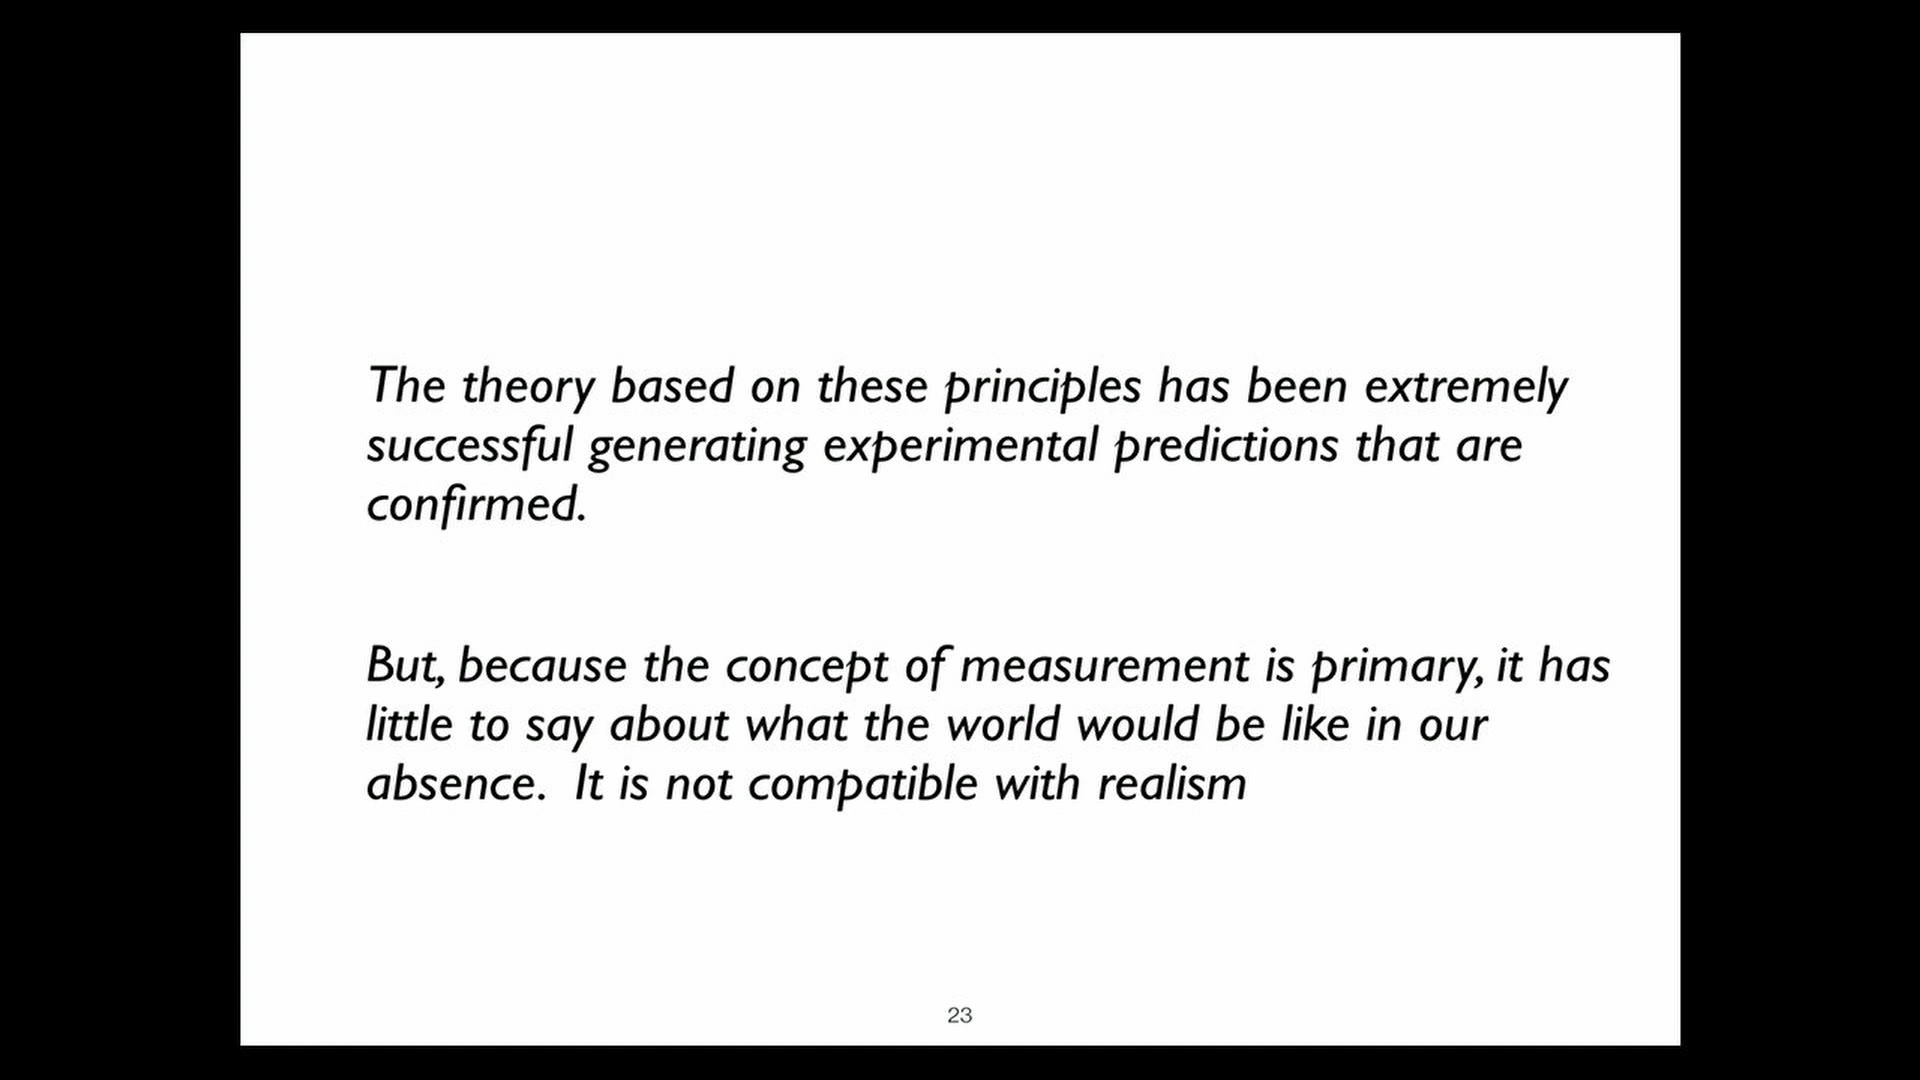 The theory based on these principles has been extremely
successful generating experimental predictions that are
confirmed.
But, because the concept of measurement is primary, it has
little to say about what the world would be like in our
absence.  It is not compatible with realism
23